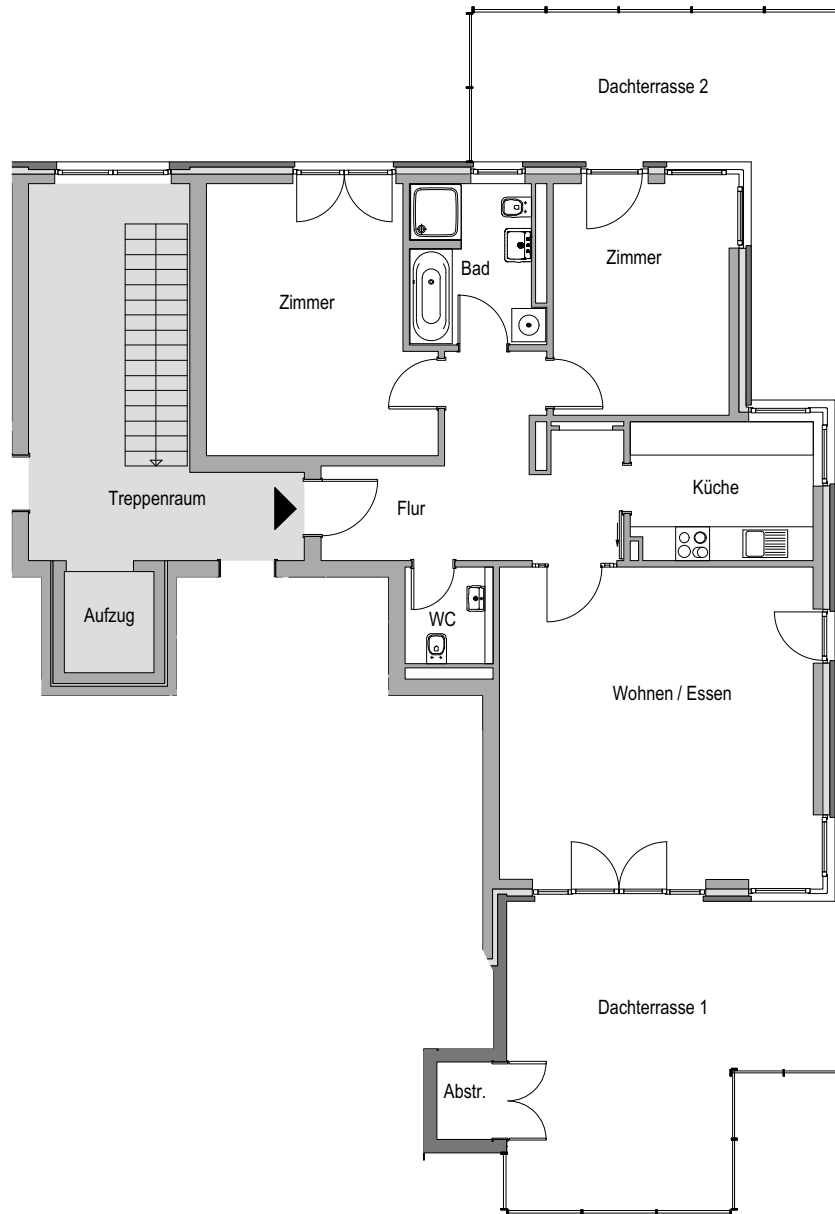 Dachterrasse 2
Bad
Zimmer
Zimmer
Küche
Treppenraum
Flur
Aufzug
WC
Wohnen / Essen
Dachterrasse 1
Abstr.